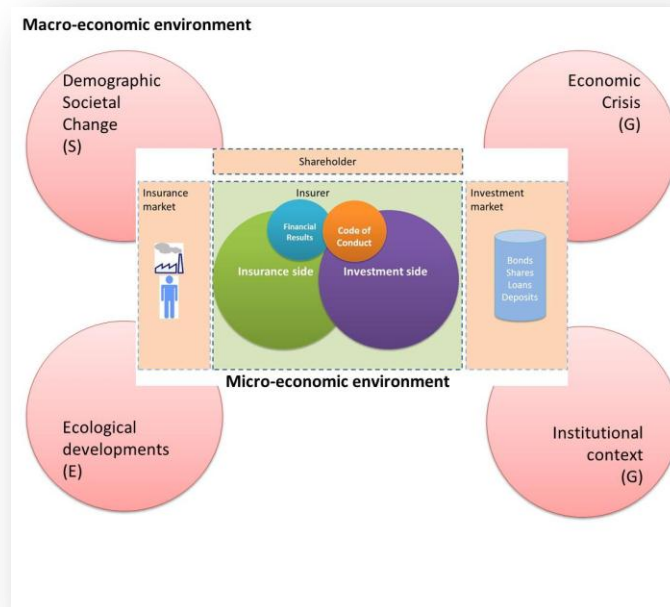 Macro-economic environment
Demographic
Societal
Change
(S)
Economic
Crisis
(G)
Shareholder
Insurance
market
Insurer
Investment
market
Financial
Results
Code of
Conduct
Insurance side
Investment side
Bonds
Shares
Loans
Deposits
Micro-economic environment
Ecological
developments
(E)
Institutional
context
(G)